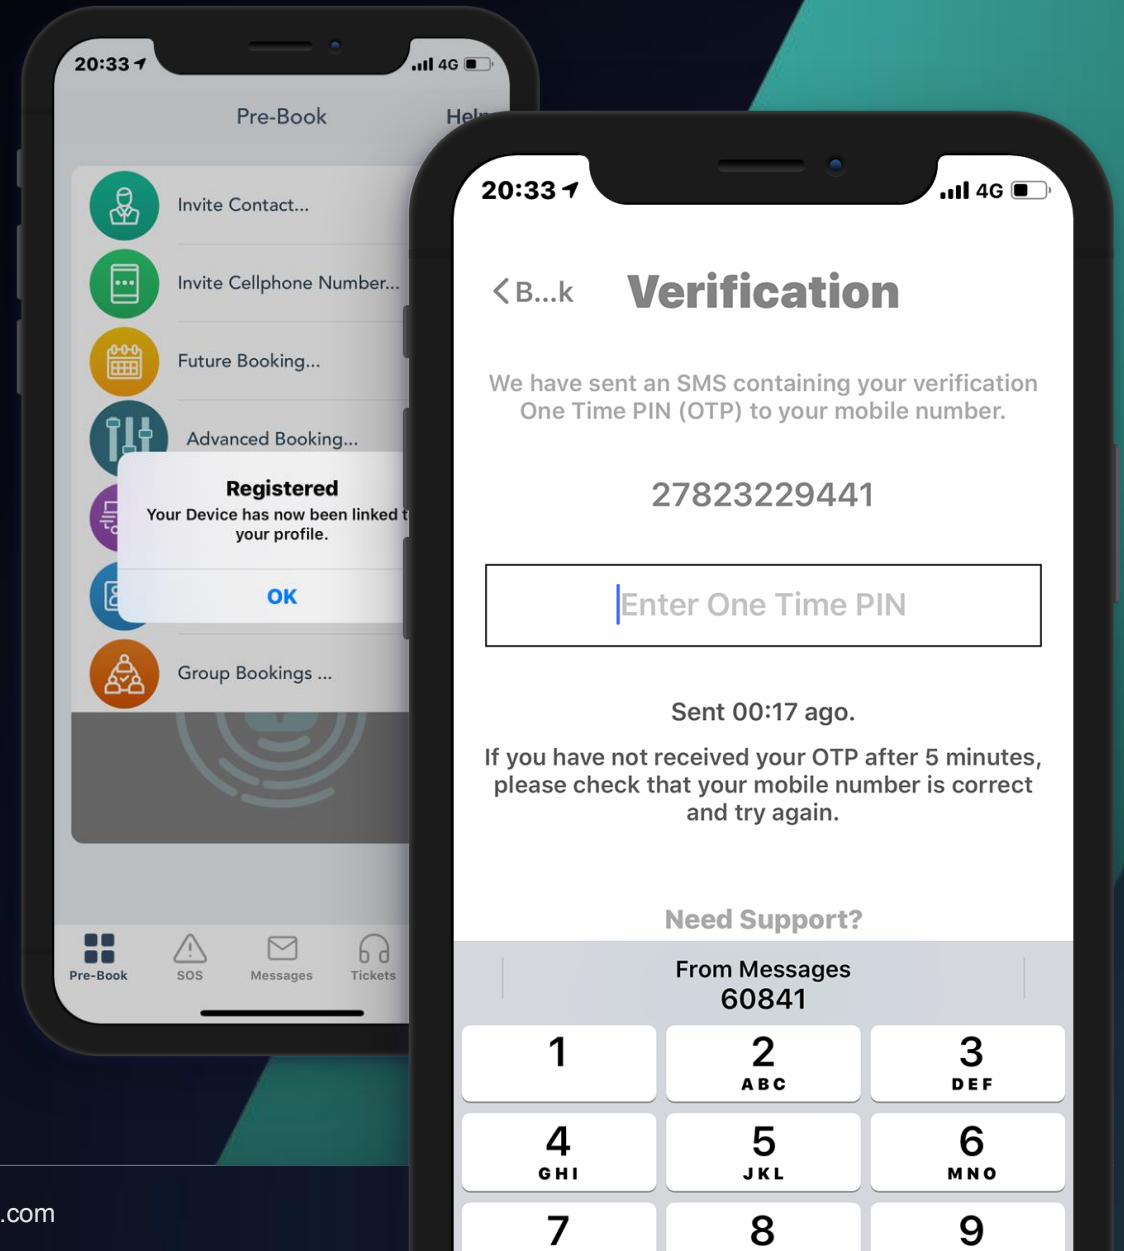 20:33
4G
Pre-Book
Invite Contact...
Invite Cellphone Number...
Future Booking...
Advanced Booking...
Registered
Your Device has now been linked
your profile.
OK
Group Bookings ...
Pre-Book
SOS
Messages
Tickets
20:33
4G
B...k
Verification
We have sent an SMS containing your verification
One Time PIN (OTP) to your mobile number.
27823229441
Enter One Time PIN
Sent 00:17 ago.
If you have not received your OTP after 5 minutes,
please check that your mobile number is correct
and try again.
Need Support?
From Messages
60841
1 2 3
ABC DEF
4 5 6
GHI JKL MNO
7 8 9
.com